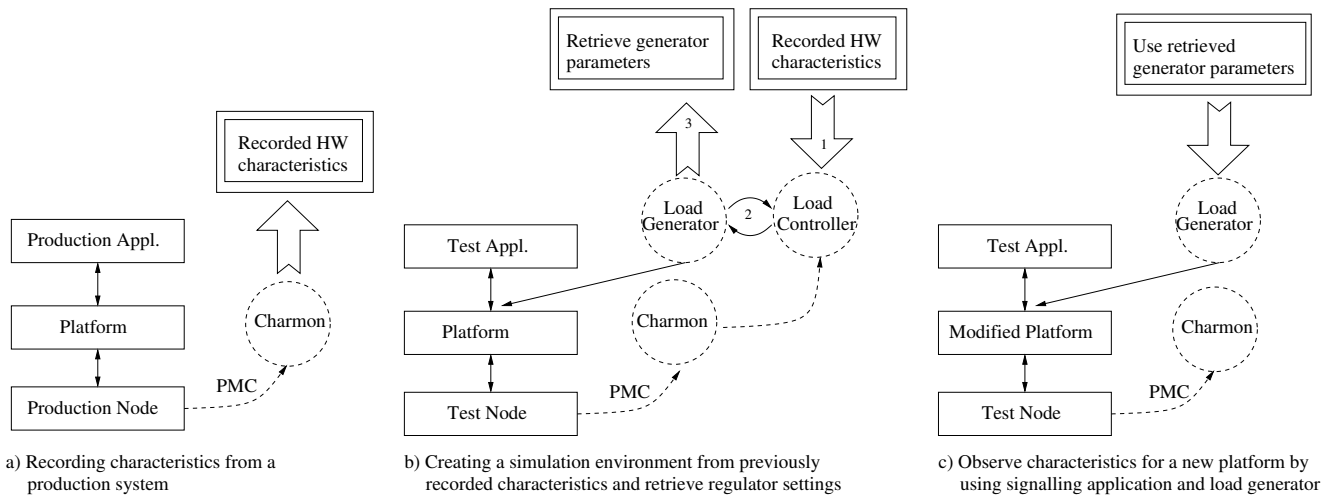 Recorded HW
characteristics
Production Appl.
Platform
Charmon
PMC
Production Node
a) Recording characteristics from a
production system
Retrieve generator
parameters
Recorded HW
characteristics
3
1
Load
Generator
2
Load
Controller
Test Appl.
Platform
Charmon
PMC
Test Node
b) Creating a simulation environment from previously
recorded characteristics and retrieve regulator settings
Use retrieved
generator parameters
Load
Generator
Test Appl.
Modified Platform
Charmon
PMC
Test Node
c) Observe characteristics for a new platform by
using signalling application and load generator